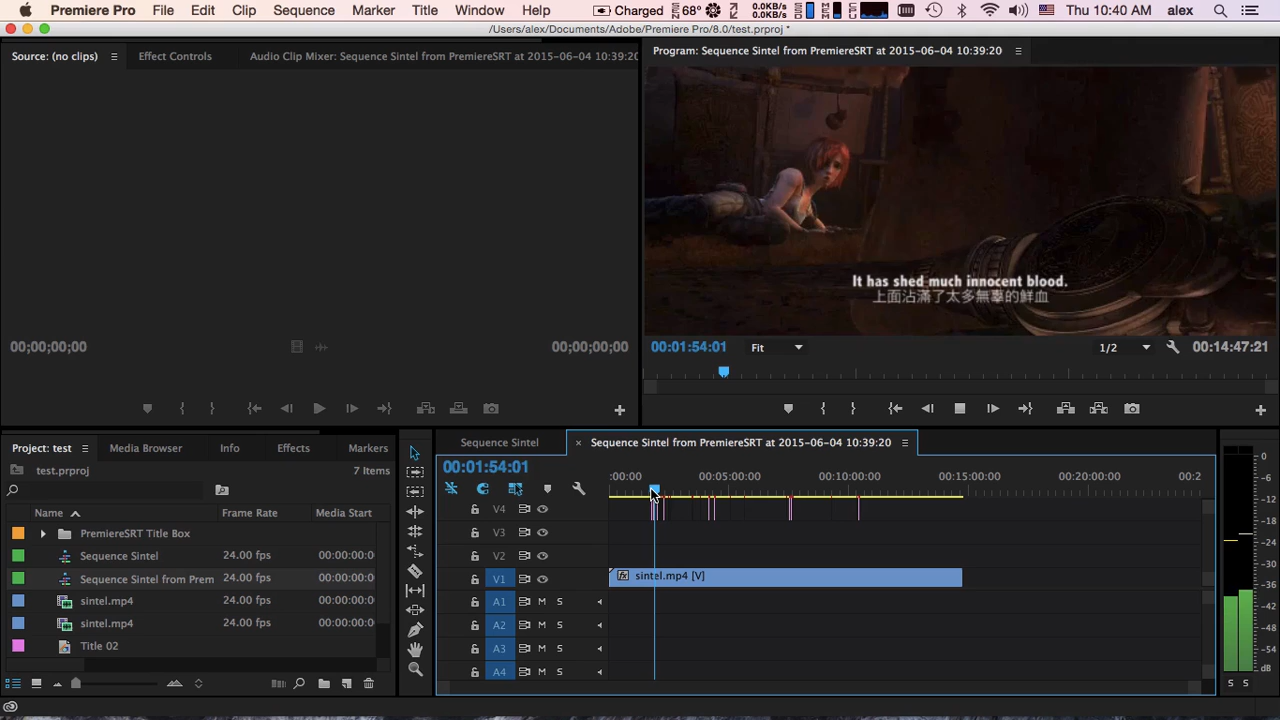 Premiere Pro File Edit Clip Sequence Marker Title Window Help Charged 68° 0.0KB/s 0.0KB/s Thu 10:40 AM alex
/Users/alex/Documents/Adobe/Premiere Pro/8.0/test.prproj *
Source: (no clips) Effect Controls Audio Clip Mixer: Sequence Sintel from PremiereSRT at 2015-06-04 10:39:20
Program: Sequence Sintel from PremiereSRT at 2015-06-04 10:39:20
It has shed much innocent blood.
上面沾滿了太多無辜的鮮血
00;00;00;00 00;00;00;00
00:01:54:01 Fit 1/2 00:14:47:21
Project: test Media Browser Info Effects Markers
test.prproj 7 Items
Name Frame Rate Media Start
PremiereSRT Title Box
Sequence Sintel 24.00 fps 00:00:00:0
Sequence Sintel from Prem 24.00 fps 00:00:00:0
sintel.mp4 24.00 fps 00:00:00:0
sintel.mp4 24.00 fps 00:00:00:0
Title 02
Sequence Sintel × Sequence Sintel from PremiereSRT at 2015-06-04 10:39:20
00:01:54:01
:00:00 00:05:00:00 00:10:00:00 00:15:00:00 00:20:00:00 00:2
V4
V3
V2
V1 fx sintel.mp4 [V]
A1 M S
A2 M S
A3 M S
A4 M S
0
-6
-12
-18
-24
-30
-36
-42
-48
-54
dB
S S